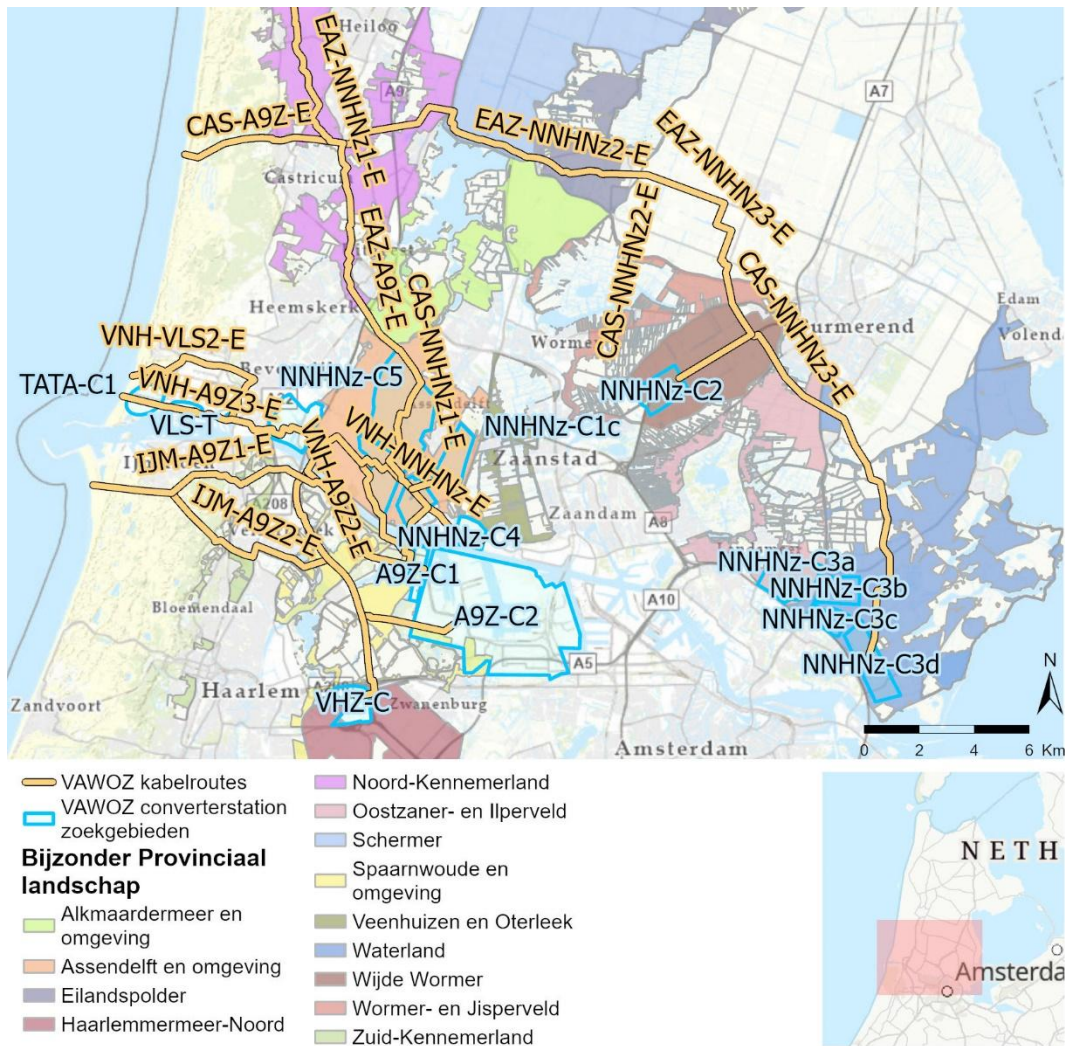 Heiloo
A9
A7
EAZ-NNHNz1-E
CAS-A9Z-E
EAZ-NNHNz2-E
EAZ-NNHNz3-E
Castricum
CAS-NNHNz2-E
EAZ-A9Z-E
CAS-NNHNz1-E
CAS-NNHNz3-E
Heemskerk
Edam
Volenda
Wormer
urmerend
VNH-VLS2-E
Beve
TATA-C1
VNH-A9Z3-E
NNHNz-C5
NNHNz-C2
VLS-T
VNH-NNHNz-E
NNHNz-C1c
Zaanstad
IJM-A9Z1-E
A208
VNH-A9Z2-E
IJM-A9Z2-E
Zaandam
A8
NNHNz-C4
NNHNz-C3a
A9Z-C1
NNHNz-C3b
Bloemendaal
A10
NNHNz-C3c
A9Z-C2
A5
NNHNz-C3d
Haarlem
VHZ-C
Zwanenburg
Zandvoort
Amsterdam
N
0 2 4 6 Km
VAWOZ kabelroutes
VAWOZ converterstation
zoekgebieden
Bijzonder Provinciaal
landschap
Alkmaardermeer en
omgeving
Assendelft en omgeving
Eilandspolder
Haarlemmermeer-Noord
Noord-Kennemerland
Oostzaner- en Ilperveld
Schermer
Spaarnwoude en
omgeving
Veenhuizen en Oterleek
Waterland
Wijde Wormer
Wormer- en Jisperveld
Zuid-Kennemerland
NETH
Amsterda